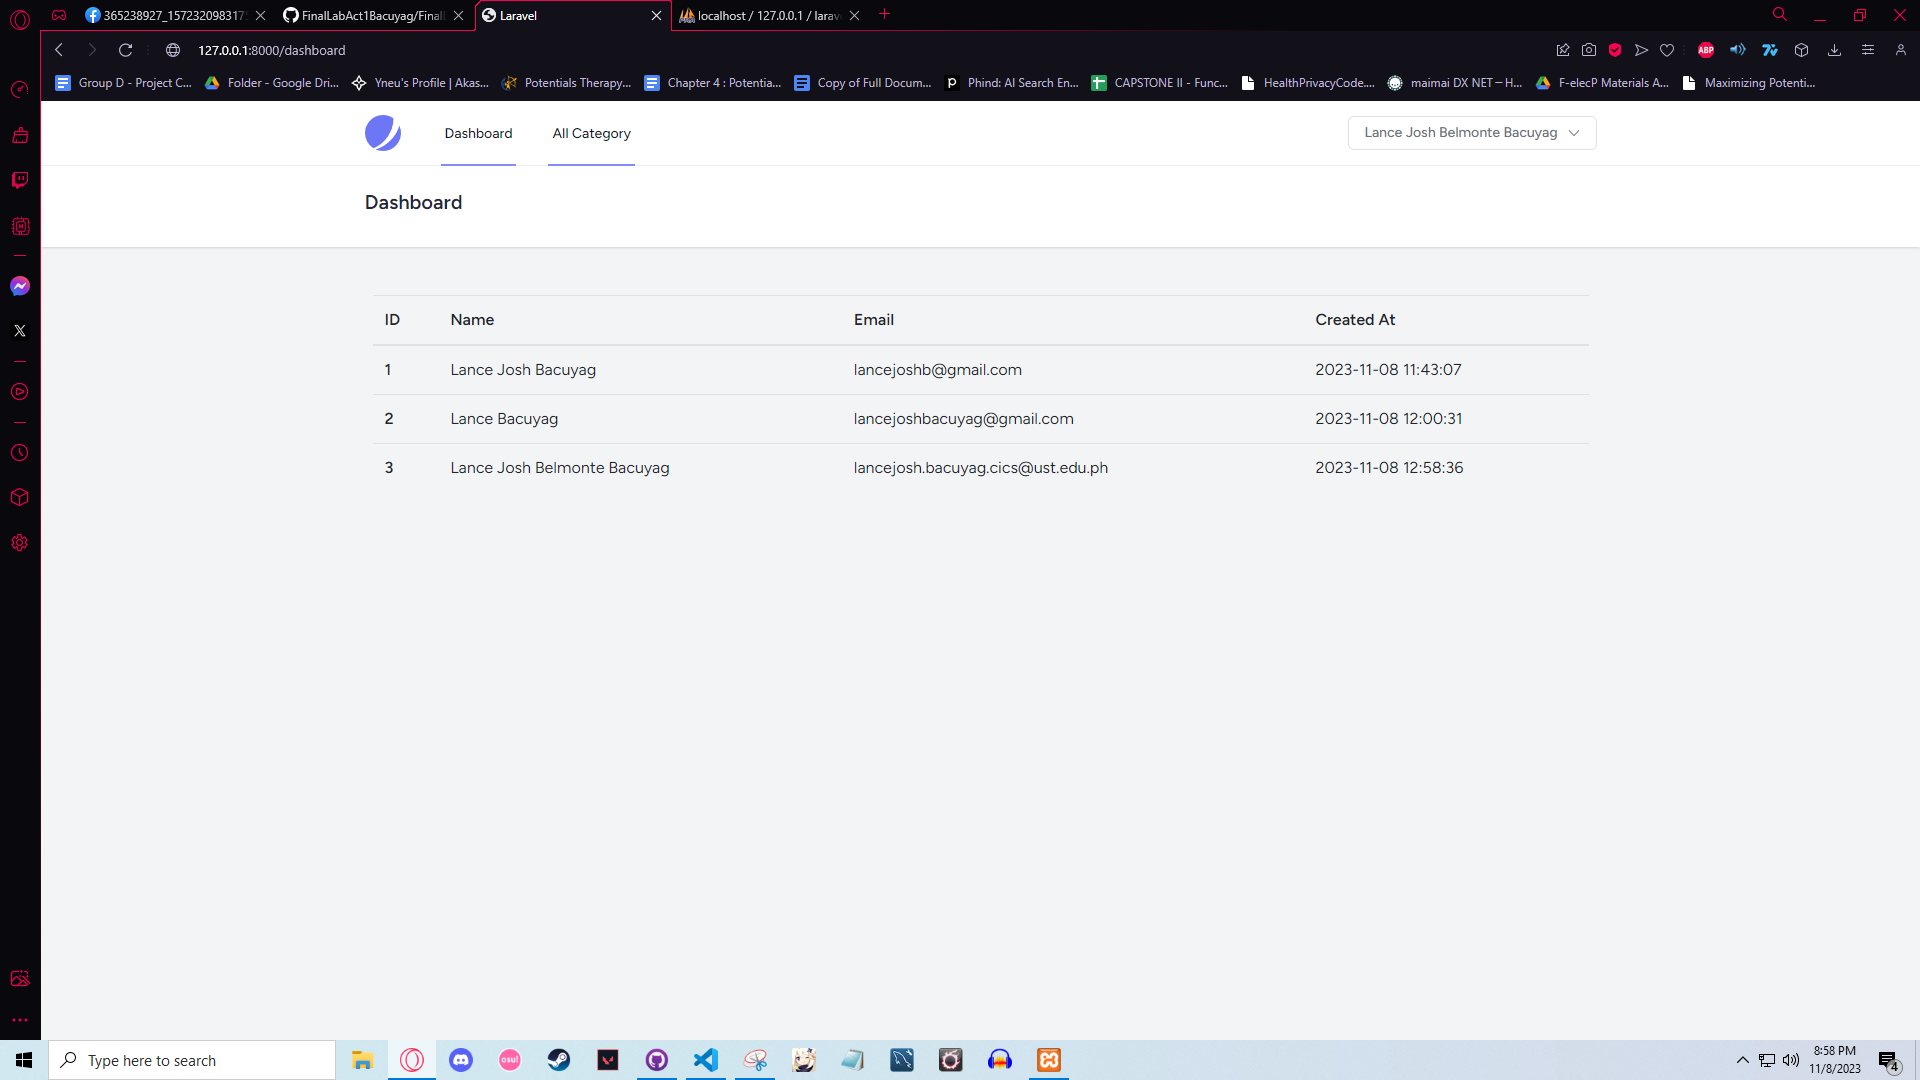 365238927_157232098317
FinalLabAct1Bacuyag/Final
Laravel
localhost / 127.0.0.1 / larav
127.0.0.1:8000/dashboard
ABP
Group D - Project C...
Folder - Google Dri...
Yneu's Profile | Akas...
Potentials Therapy...
Chapter 4 : Potentia...
Copy of Full Docum...
P
Phind: AI Search En...
CAPSTONE II - Func...
HealthPrivacyCode....
maimai DX NET－H...
F-elecP Materials A...
Maximizing Potenti...
Dashboard
All Category
Lance Josh Belmonte Bacuyag
Dashboard
ID Name Email Created At
1 Lance Josh Bacuyag lancejoshb@gmail.com 2023-11-08 11:43:07
2 Lance Bacuyag lancejoshbacuyag@gmail.com 2023-11-08 12:00:31
3 Lance Josh Belmonte Bacuyag lancejosh.bacuyag.cics@ust.edu.ph 2023-11-08 12:58:36
Type here to search
osu!
8:58 PM
11/8/2023
4